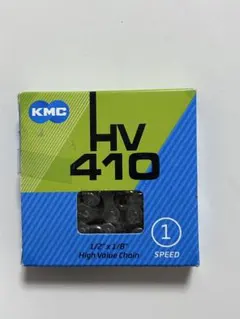 KMC
HV
410
1/2" x 1/8"
High Value Chain
1
SPEED